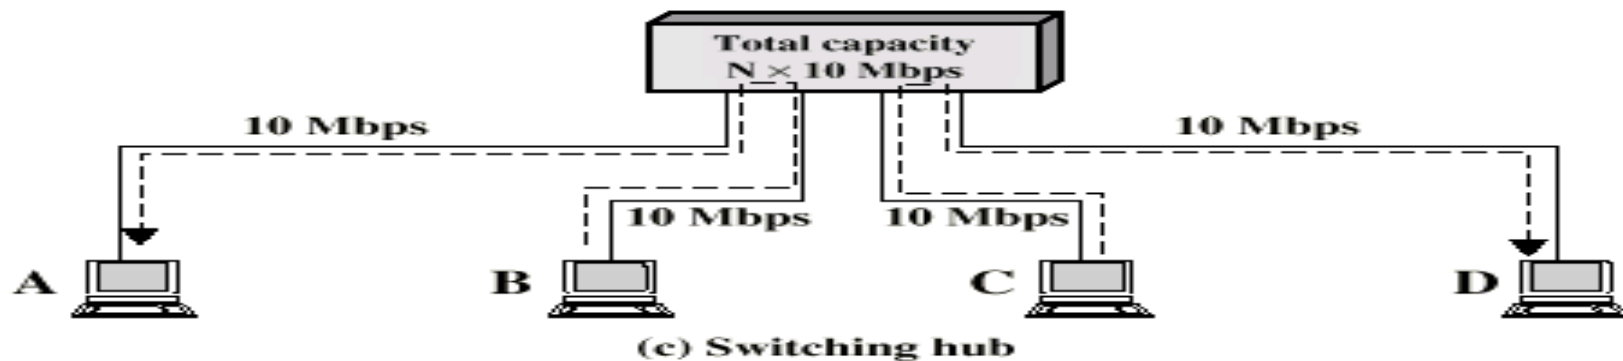 Total capacity
N × 10 Mbps
10 Mbps
10 Mbps
10 Mbps
10 Mbps
A
B
C
D
(c) Switching hub